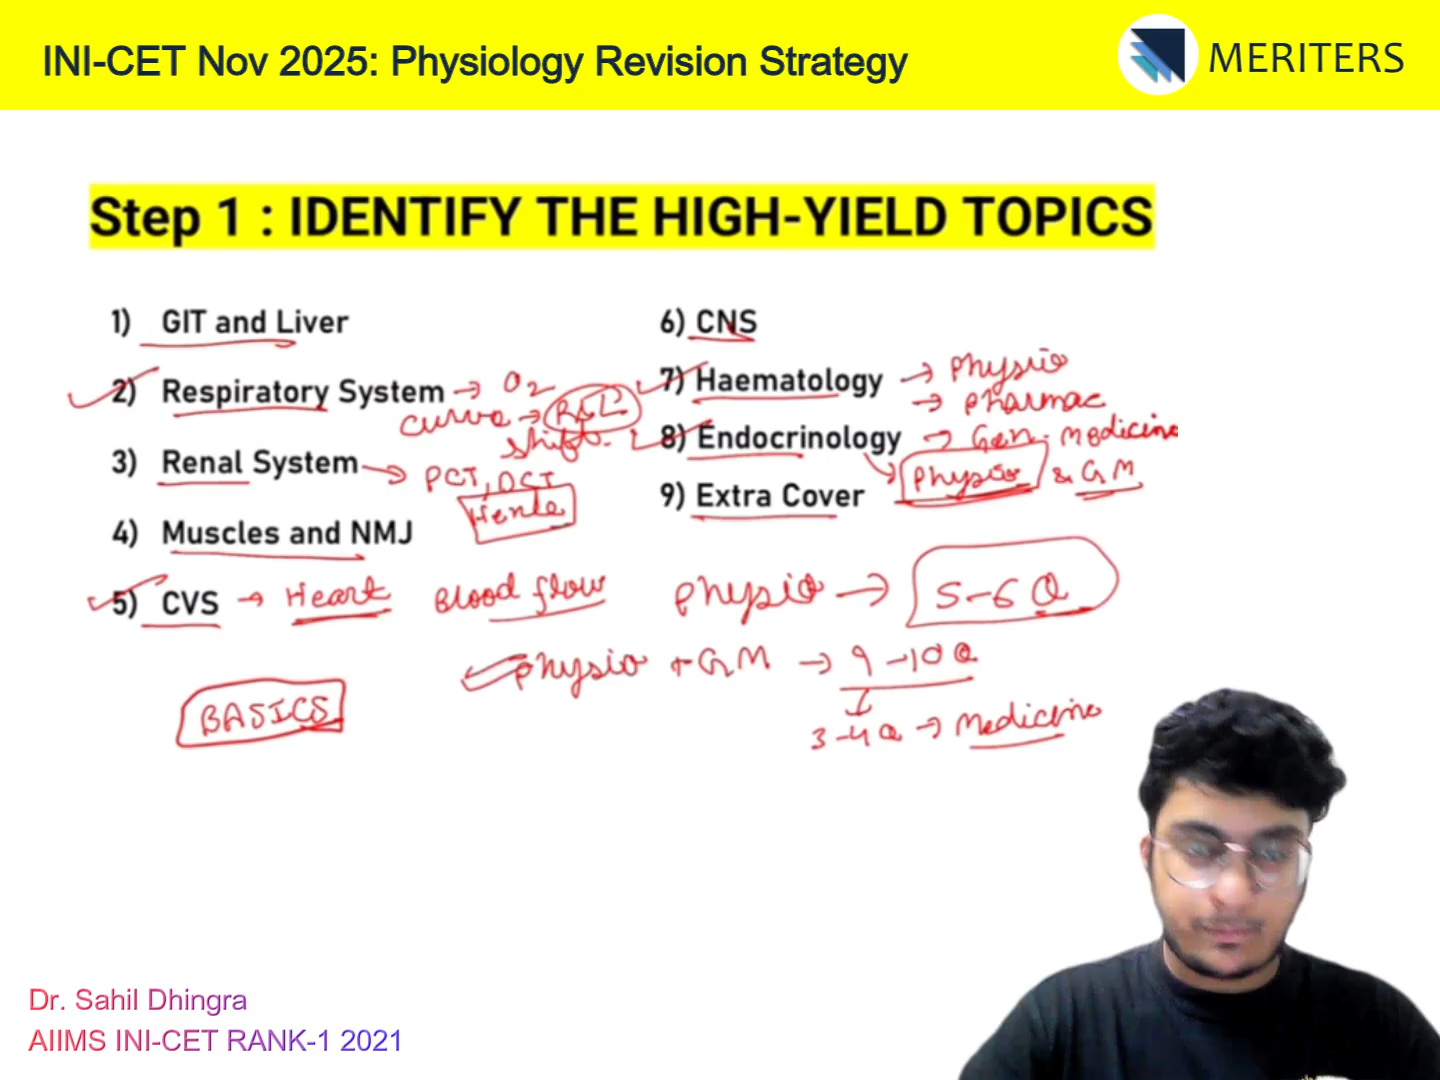 INI-CET Nov 2025: Physiology Revision Strategy
MERITERS
Step 1 : IDENTIFY THE HIGH-YIELD TOPICS
1) GIT and Liver
2) Respiratory System → O2
curve → R&L
shift
3) Renal System → PCT, DCT
Henle
4) Muscles and NMJ
5) CVS → Heart Blood flow
6) CNS
7) Haematology → Physio
→ Pharmac
8) Endocrinology → Gen. Medicine
→ Physio & GM
9) Extra Cover
Physio → 5-6 Q
Physio + GM → 9-10 Q
3-4 Q → Medicine
BASICS
Dr. Sahil Dhingra
AIIMS INI-CET RANK-1 2021